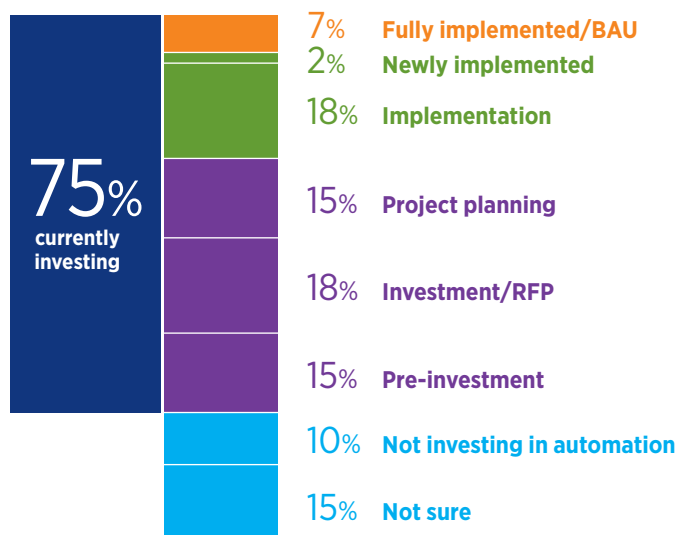 75%
currently
investing
7% Fully implemented/BAU
2% Newly implemented
18% Implementation
15% Project planning
18% Investment/RFP
15% Pre-investment
10% Not investing in automation
15% Not sure